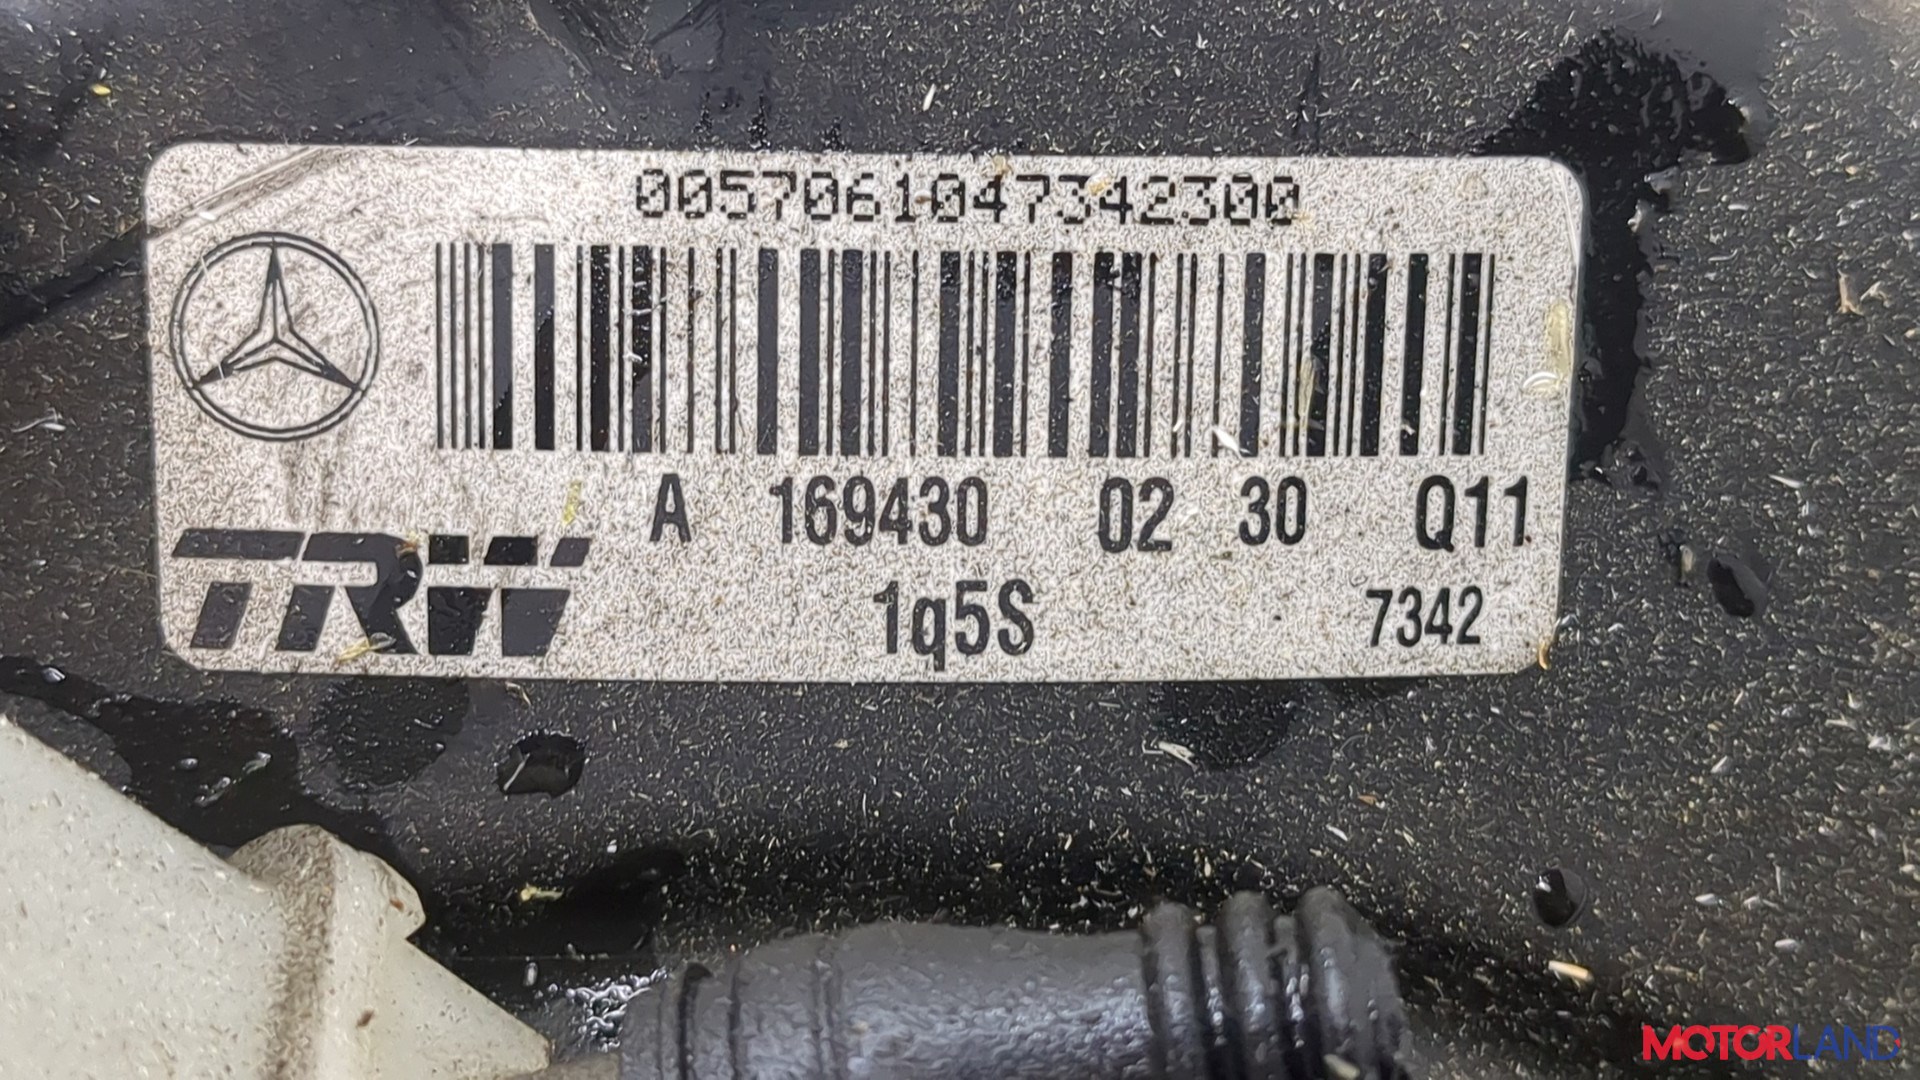 0057061047342300
A 169430 02 30 Q11
TRW 1q5S 7342
MOTORLAND